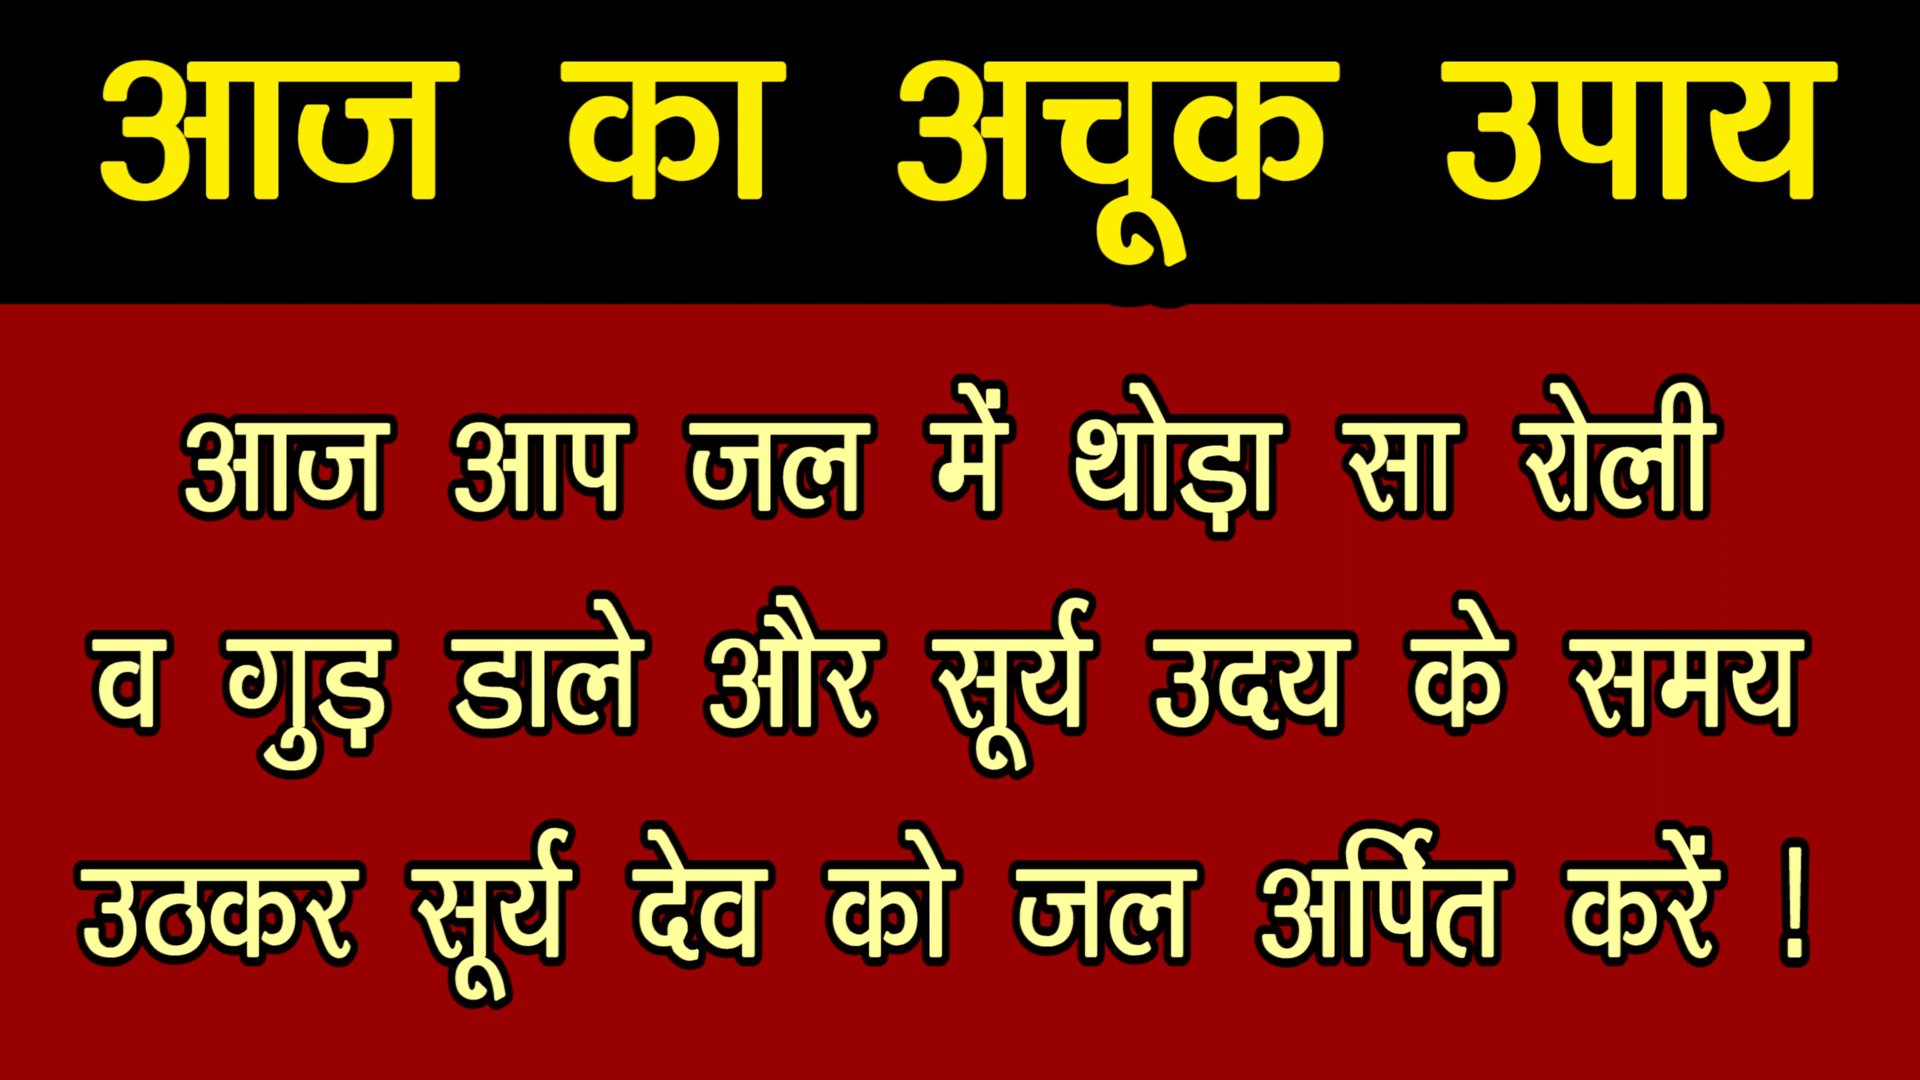 आज का अचूक उपाय
आज आप जल में थोड़ा सा रोली
व गुड़ डाले और सूर्य उदय के समय
उठकर सूर्य देव को जल अर्पित करें !